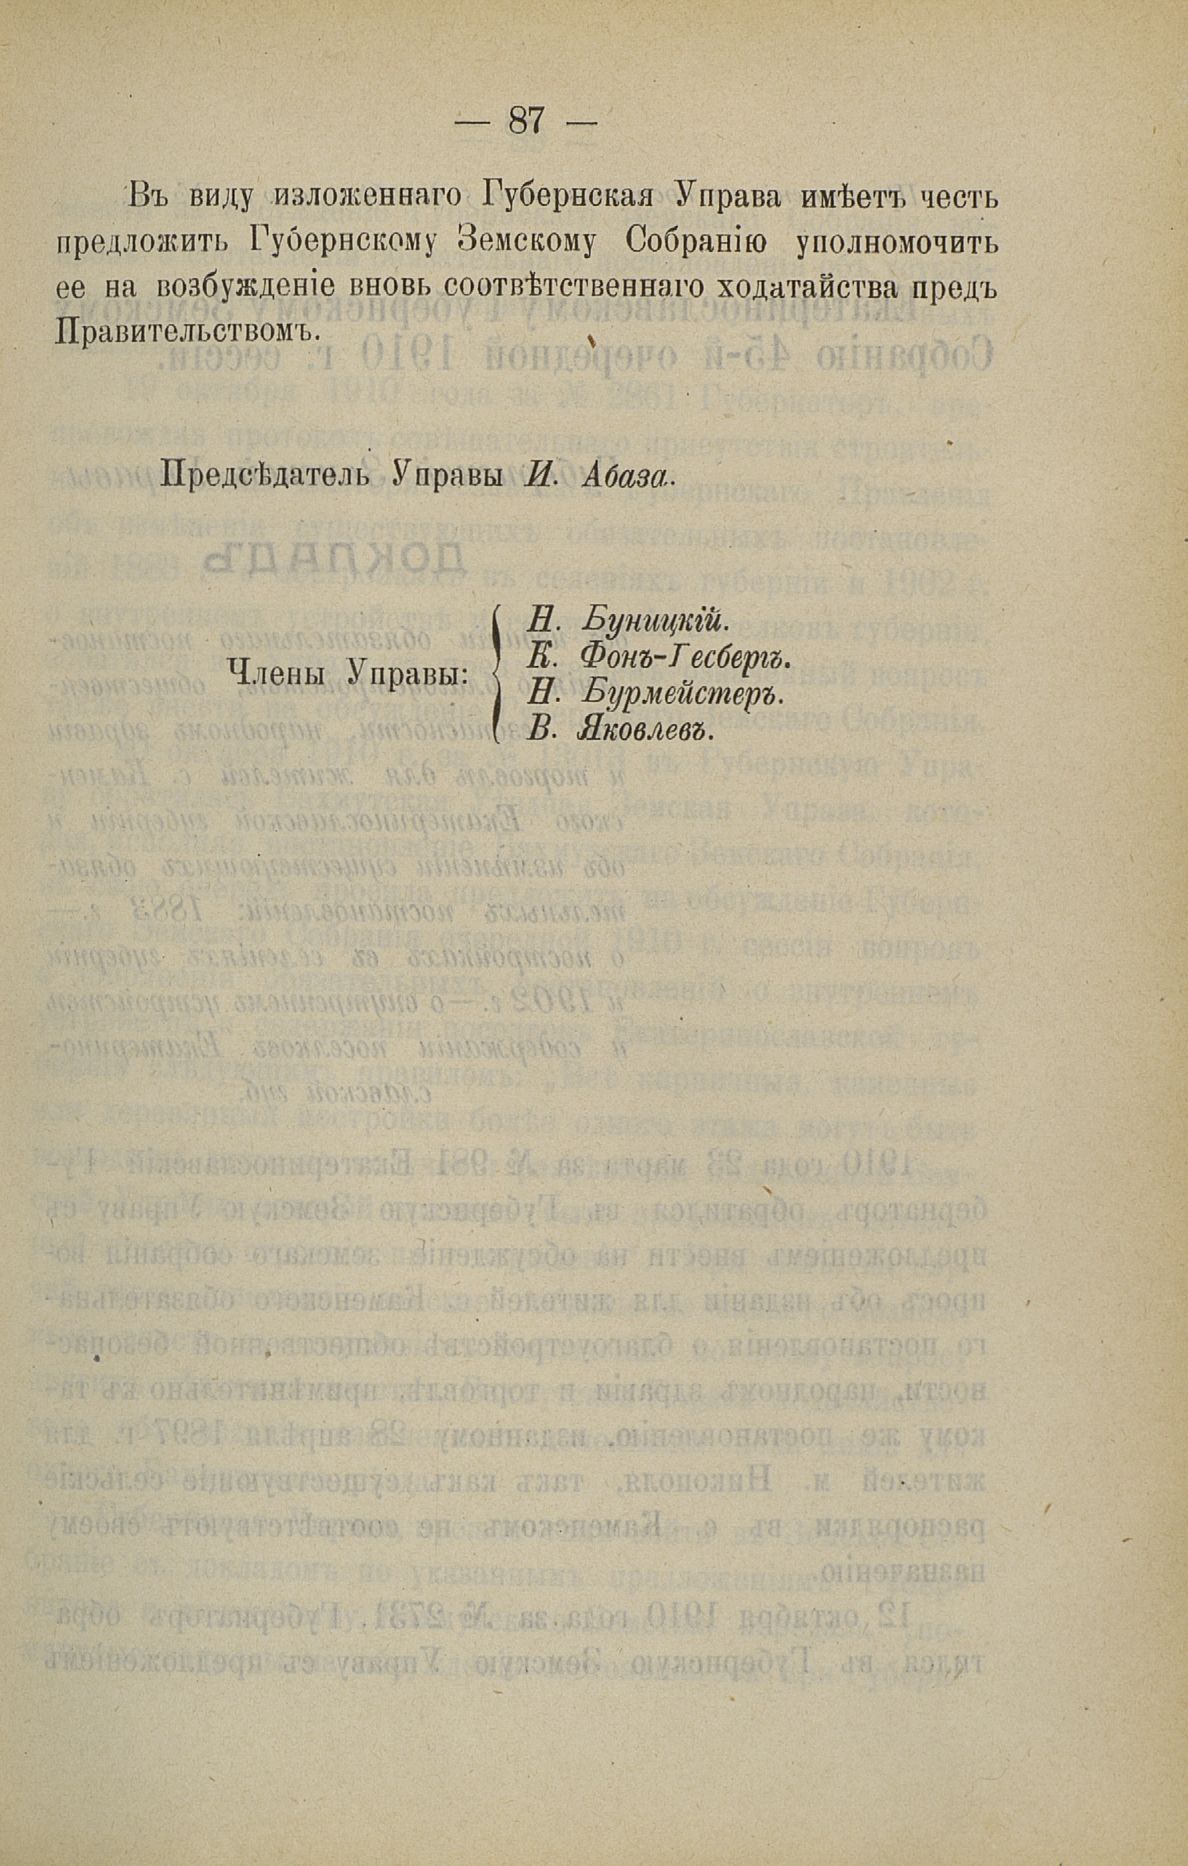 — 87 —
Въ виду изложеннаго Губернская Управа имѣетъ честь
предложить Губернскому Земскому Собранію уполномочить
ее на возбужденіе вновь соотвѣтственнаго ходатайства предъ
Правительствомъ.
Предсѣдатель Управы И. Абаза.
Члены Управы:
Н. Буницкій.
К. Фонъ-Гесбергъ.
Н. Бурмейстеръ.
В. Яковлевъ.